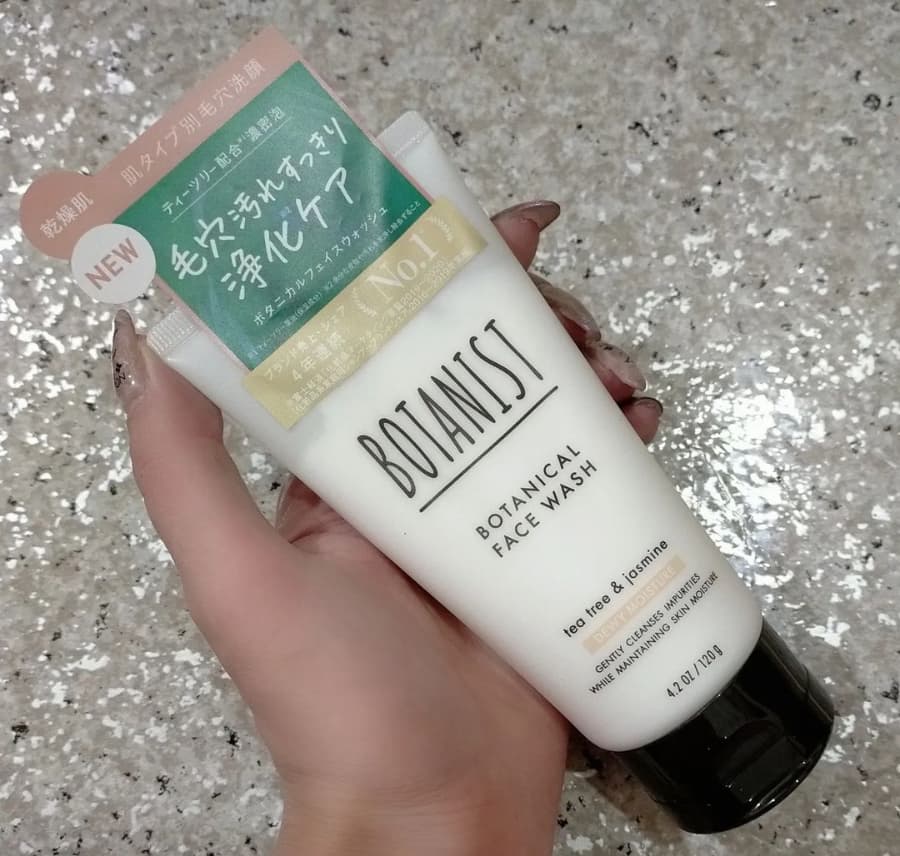 肌タイプ別毛穴洗顔
乾燥肌
NEW
ティーツリー配合※1濃密泡
毛穴汚れすっきり
浄化ケア
ボタニカルフェイスウォッシュ
No.1
4年連続
BOTANIST
BOTANICAL
FACE WASH
tea tree & jasmine
DEWY MOISTURE
GENTLY CLEANSES IMPURITIES
WHILE MAINTAINING SKIN MOISTURE
4.2 OZ / 120 g